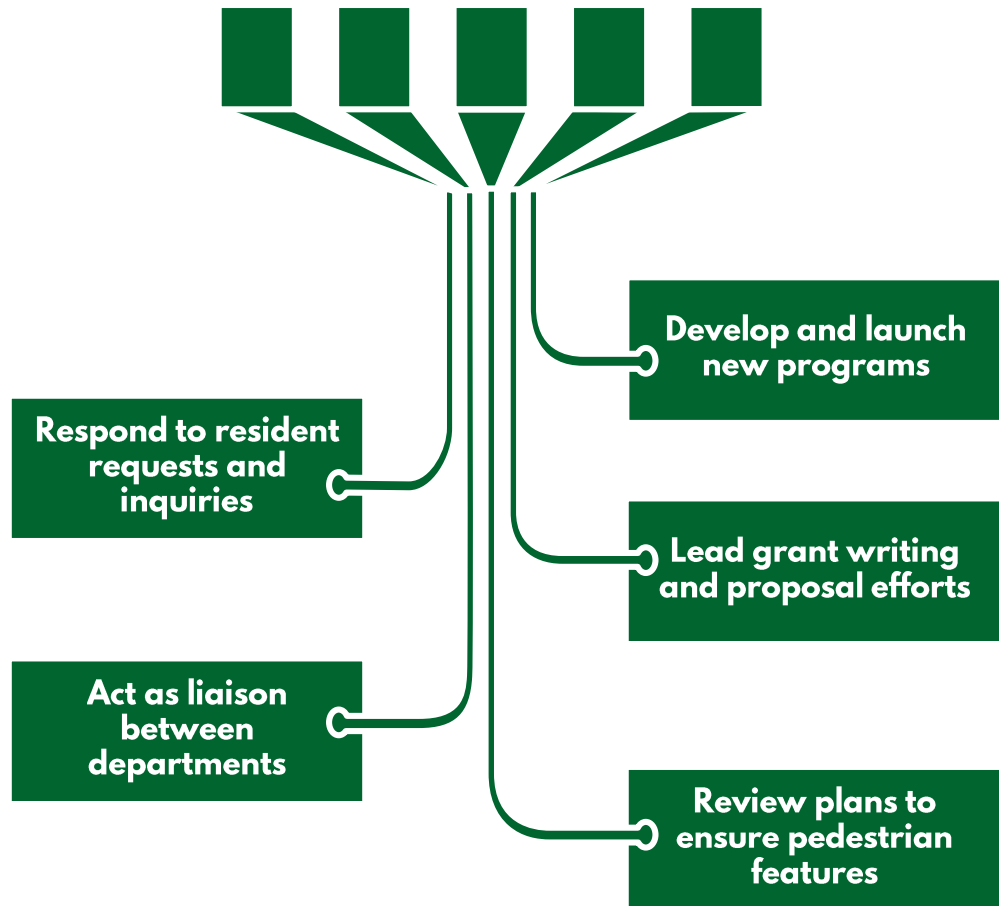 Develop and launch
new programs
Respond to resident
requests and
inquiries
Lead grant writing
and proposal efforts
Act as liaison
between
departments
Review plans to
ensure pedestrian
features